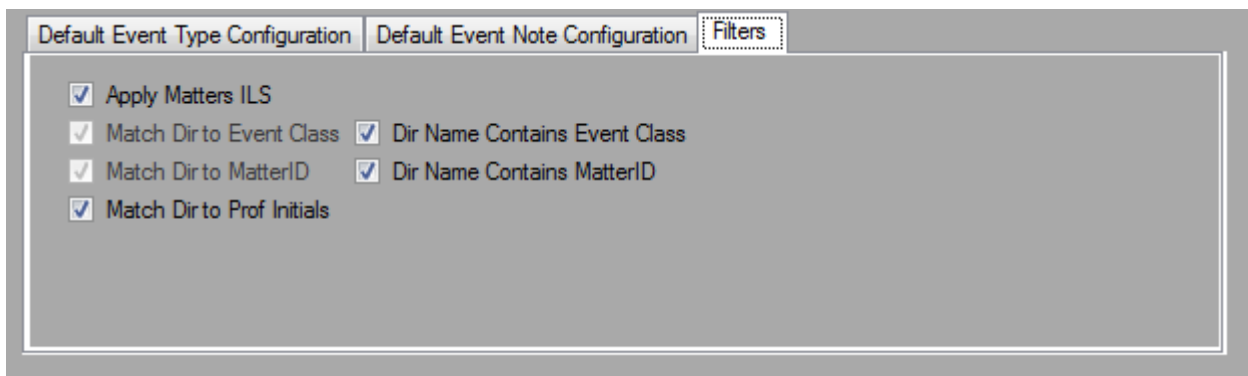 Default Event Type Configuration Default Event Note Configuration Filters
Apply Matters ILS
Match Dir to Event Class Dir Name Contains Event Class
Match Dir to MatterID Dir Name Contains MatterID
Match Dir to Prof Initials